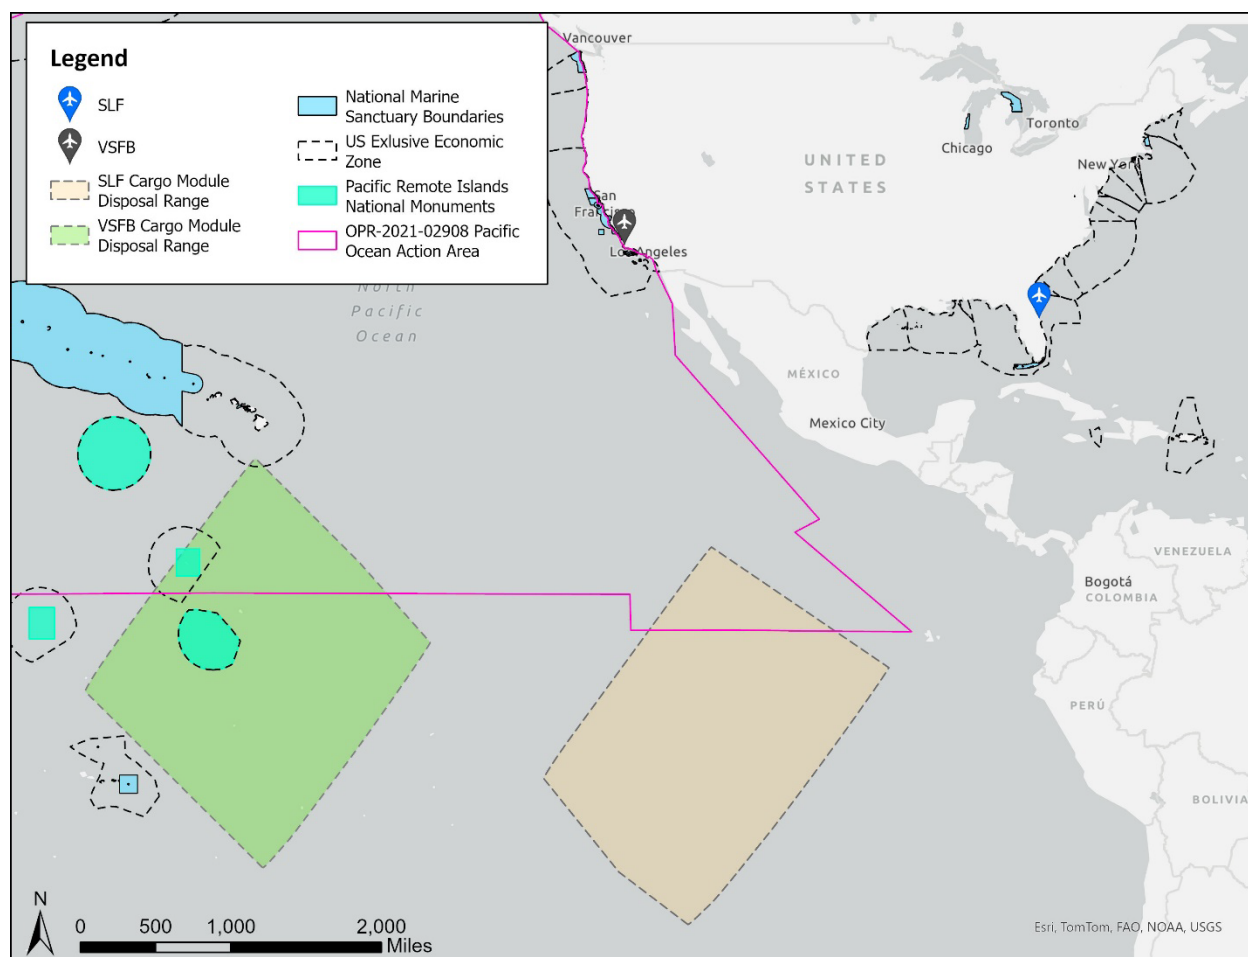 Legend
SLF
VSFB
SLF Cargo Module
Disposal Range
VSFB Cargo Module
Disposal Range
National Marine
Sanctuary Boundaries
US Exlusive Economic
Zone
Pacific Remote Islands
National Monuments
OPR-2021-02908 Pacific
Ocean Action Area
Vancouver
Toronto
Chicago
New York
UNITED
STATES
San
Francisco
Los Angeles
North
Pacific
Ocean
MÉXICO
Mexico City
VENEZUELA
Bogotá
COLOMBIA
PERÚ
BOLIVIA
N
0 500 1,000 2,000
Miles
Esri, TomTom, FAO, NOAA, USGS